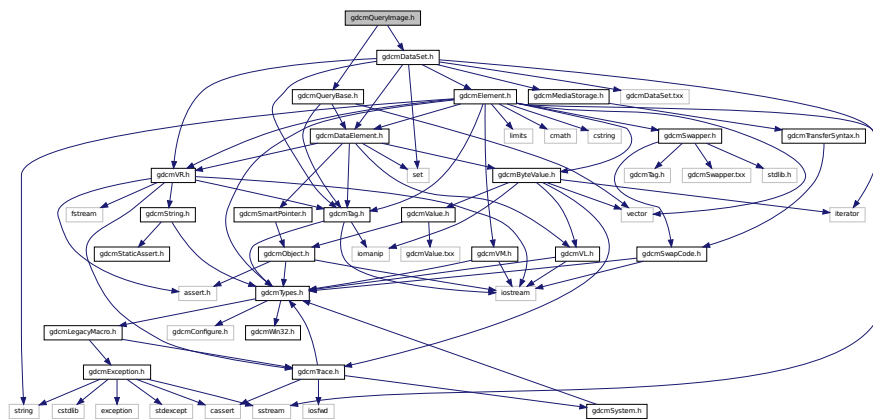 gdcmQueryImage.h
gdcmDataSet.h
gdcmQueryBase.h
gdcmElement.h
gdcmMediaStorage.h
gdcmDataSet.txx
gdcmDataElement.h
limits
cmath
cstring
gdcmSwapper.h
gdcmTransferSyntax.h
gdcmVR.h
set
gdcmByteValue.h
gdcmTag.h
gdcmSwapper.txx
stdlib.h
fstream
gdcmString.h
gdcmSmartPointer.h
gdcmTag.h
gdcmValue.h
vector
iterator
gdcmStaticAssert.h
gdcmObject.h
iomanip
gdcmValue.txx
gdcmVM.h
gdcmVL.h
gdcmSwapCode.h
assert.h
gdcmTypes.h
iostream
gdcmLegacyMacro.h
gdcmConfigure.h
gdcmWin32.h
gdcmException.h
gdcmTrace.h
string
cstdlib
exception
stdexcept
cassert
sstream
iosfwd
gdcmSystem.h